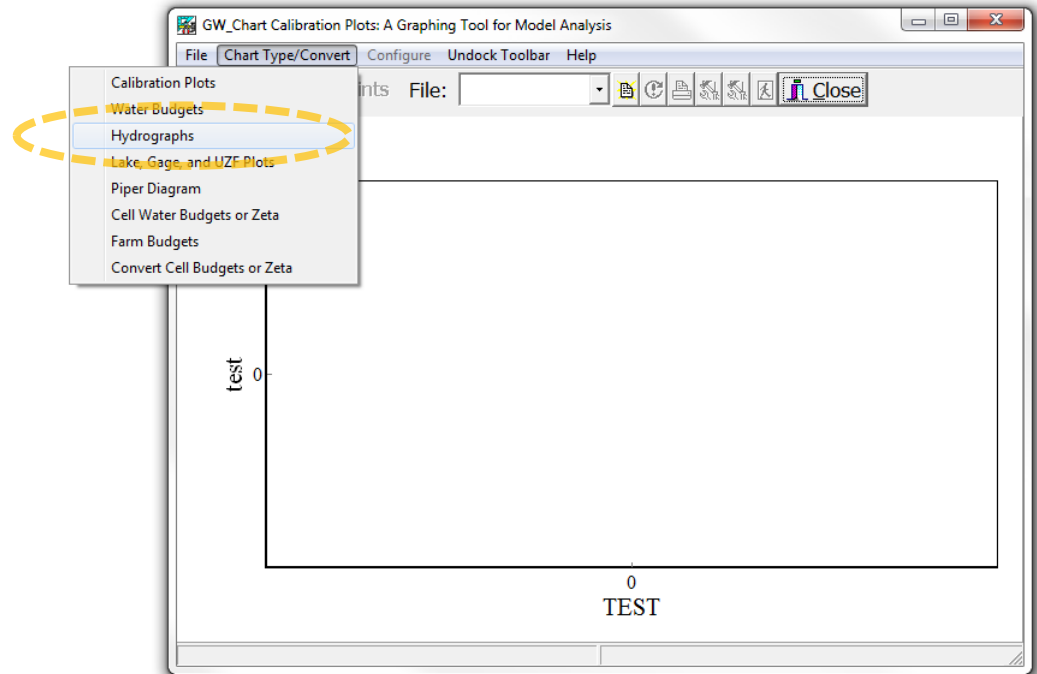 GW_Chart Calibration Plots: A Graphing Tool for Model Analysis
File Chart Type/Convert Configure Undock Toolbar Help
Calibration Plots
Water Budgets
Hydrographs
Lake, Gage, and UZF Plots
Piper Diagram
Cell Water Budgets or Zeta
Farm Budgets
Convert Cell Budgets or Zeta
File: Close
test
0
0
TEST